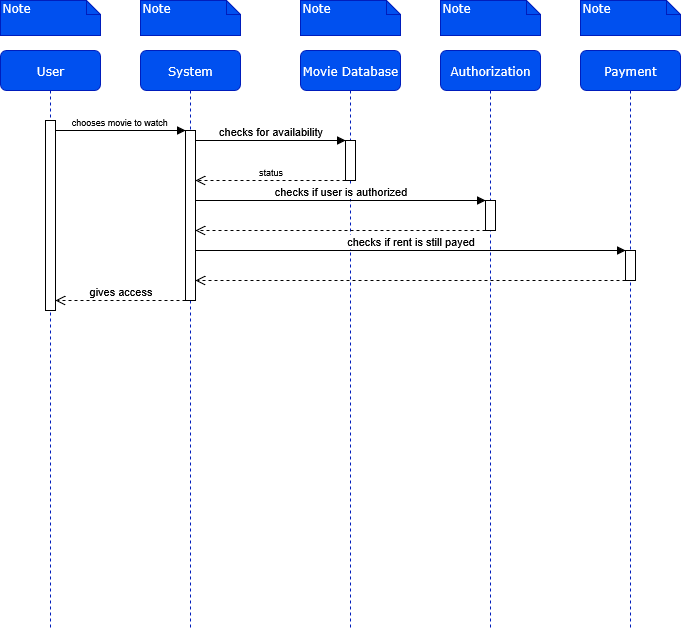 Note
Note
Note
Note
Note
User
System
Movie Database
Authorization
Payment
chooses movie to watch
checks for availability
status
checks if user is authorized
checks if rent is still payed
gives access